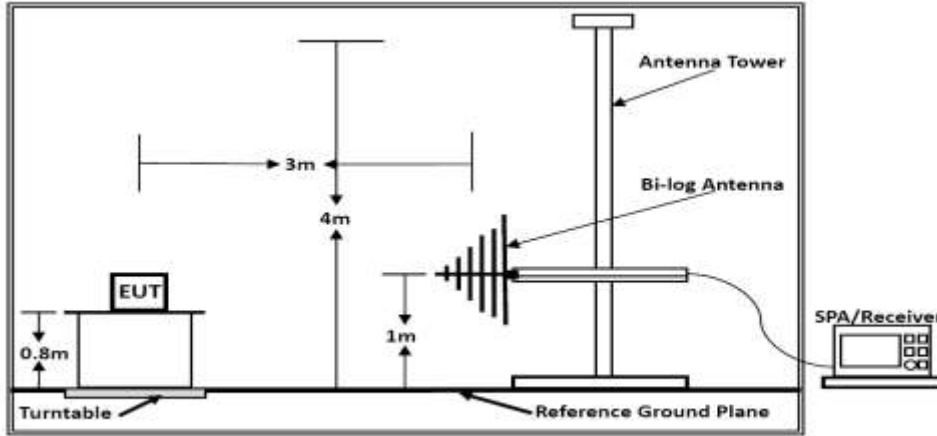 Antenna Tower
3m
Bi-log Antenna
4m
EUT
SPA/Receiver
0.8m
1m
Turntable
Reference Ground Plane